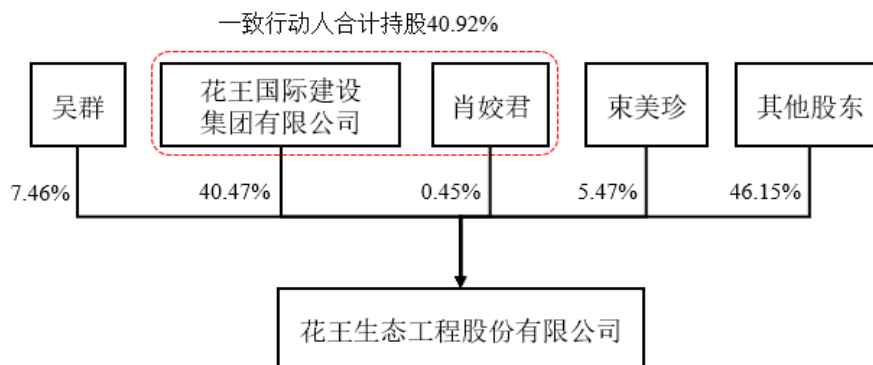 一致行动人合计持股40.92%
吴群
花王国际建设
集团有限公司
肖姣君
束美珍
其他股东
7.46%
40.47%
0.45%
5.47%
46.15%
花王生态工程股份有限公司